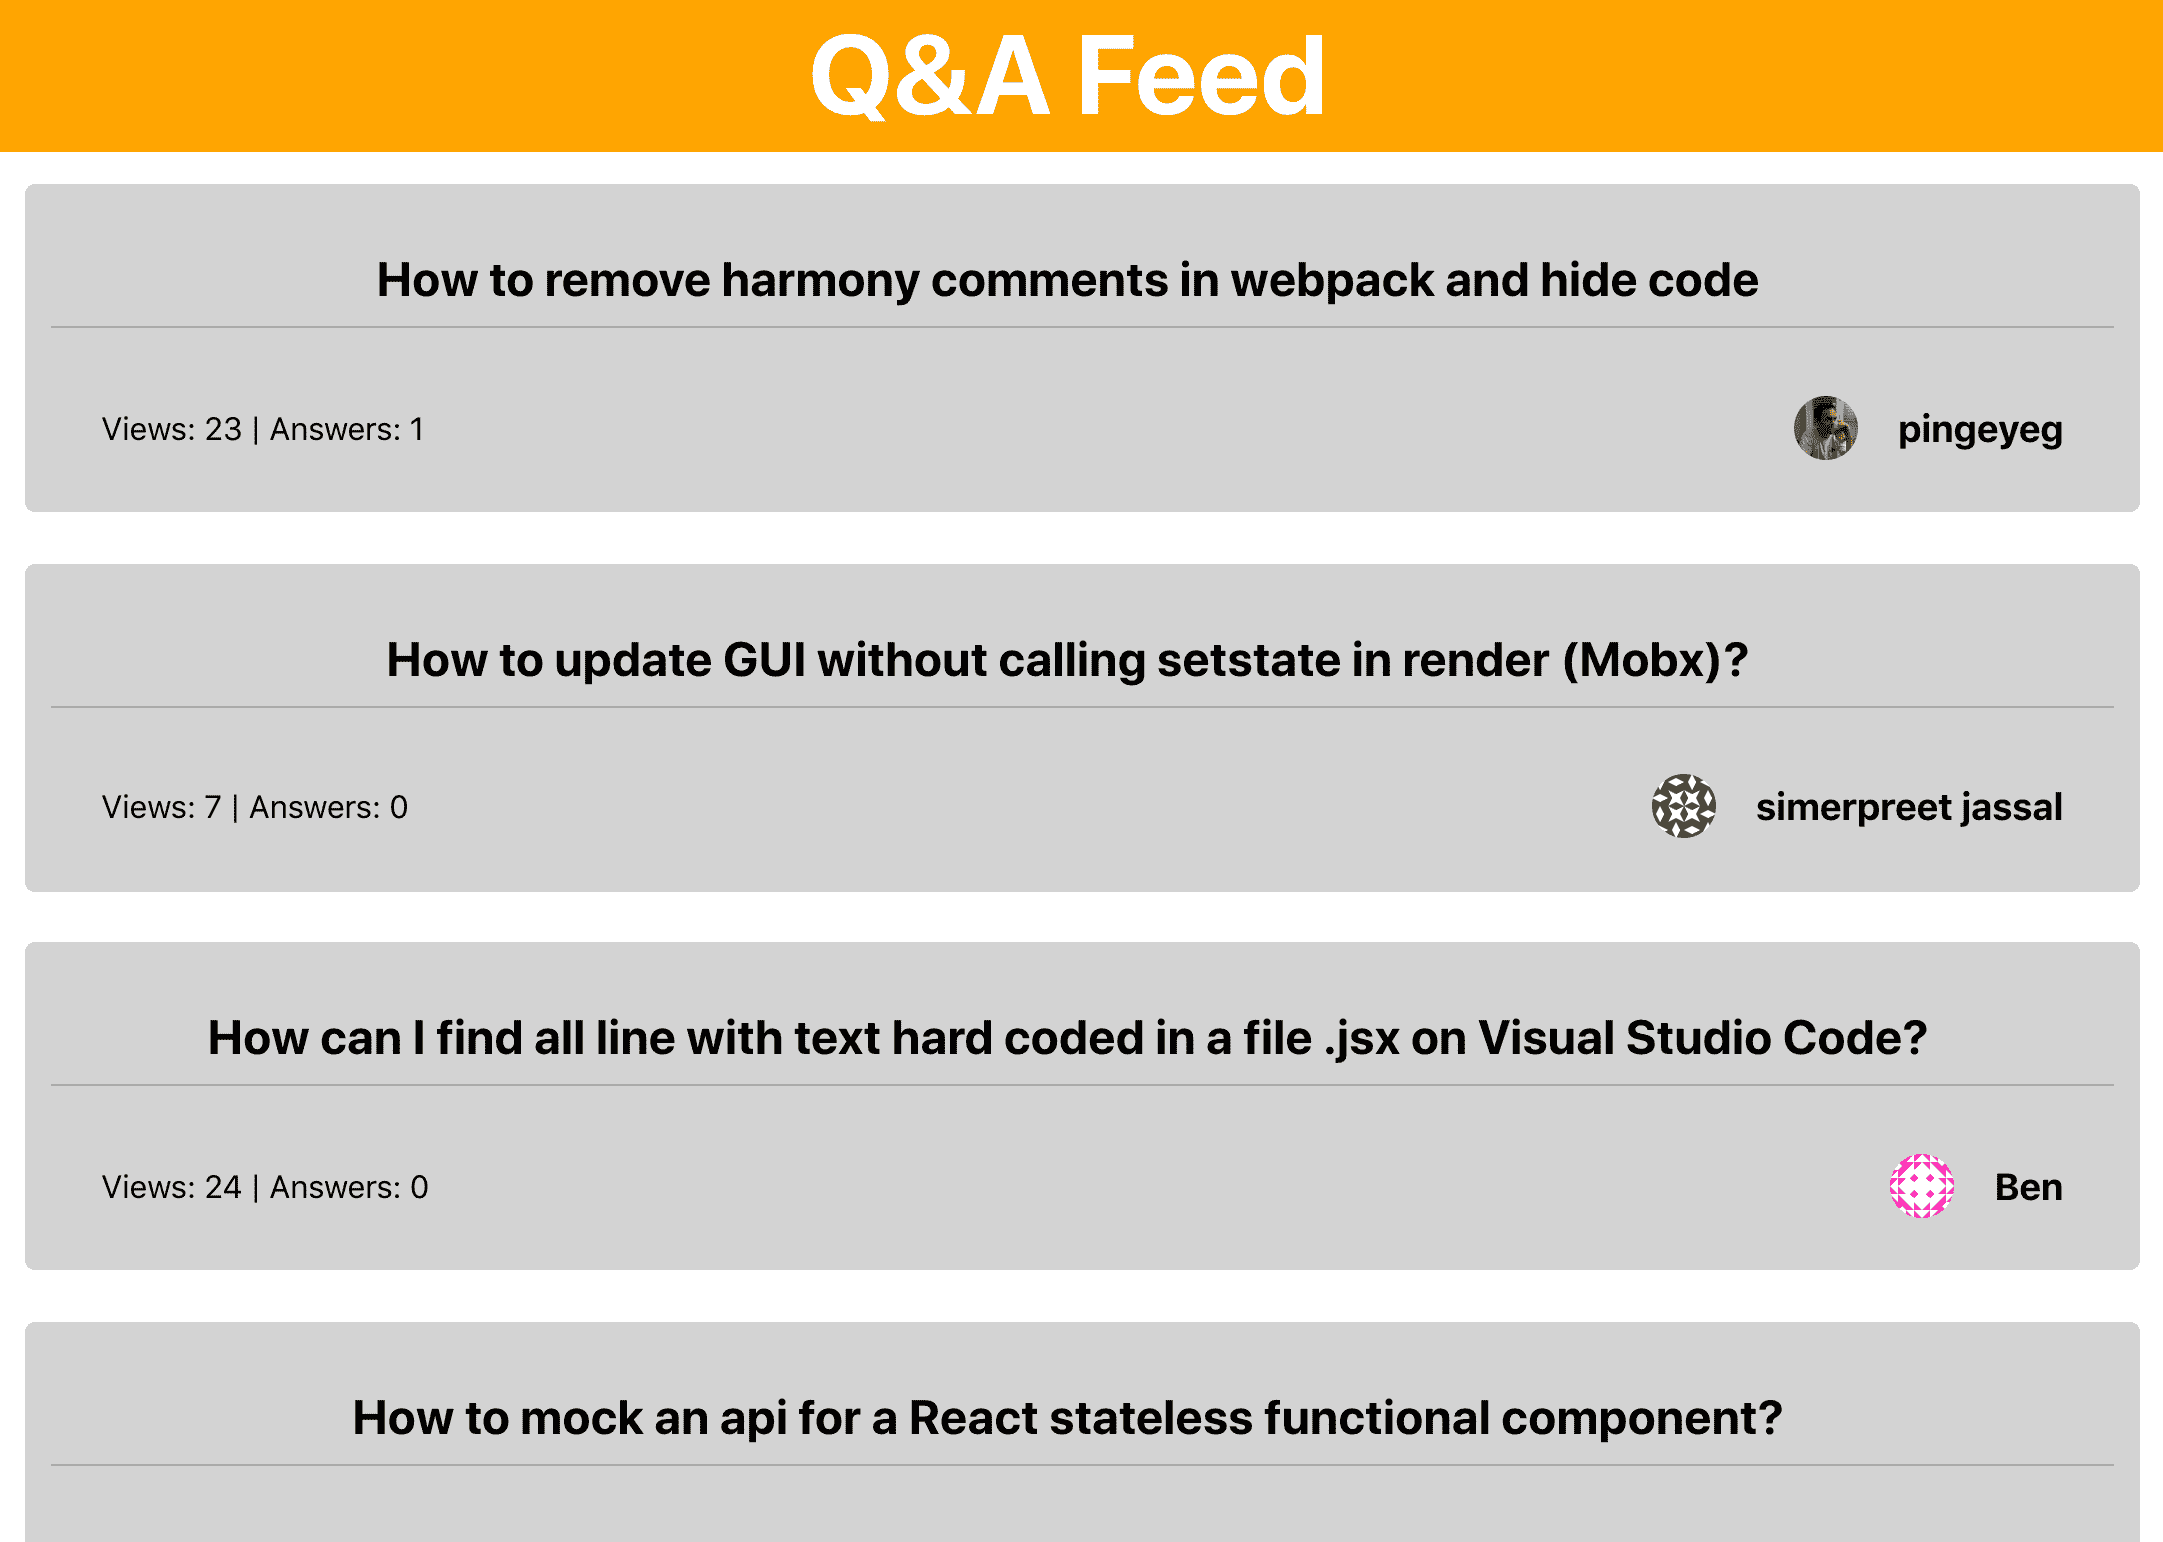 Q&A Feed
How to remove harmony comments in webpack and hide code
Views: 23 | Answers: 1
pingeyeg
How to update GUI without calling setstate in render (Mobx)?
Views: 7 | Answers: 0
simerpreet jassal
How can I find all line with text hard coded in a file .jsx on Visual Studio Code?
Views: 24 | Answers: 0
Ben
How to mock an api for a React stateless functional component?